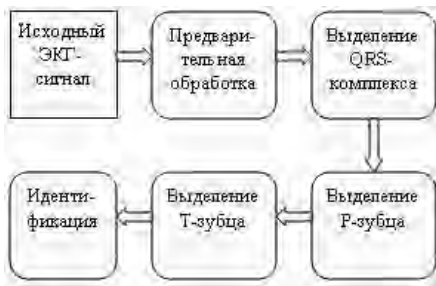 Исходный
ЭКГ-
сигнал
Предвари-
тельная
обработка
Выделение
QRS-
комплекса
Иденти-
фикация
Выделение
Т-зубца
Выделение
Р-зубца